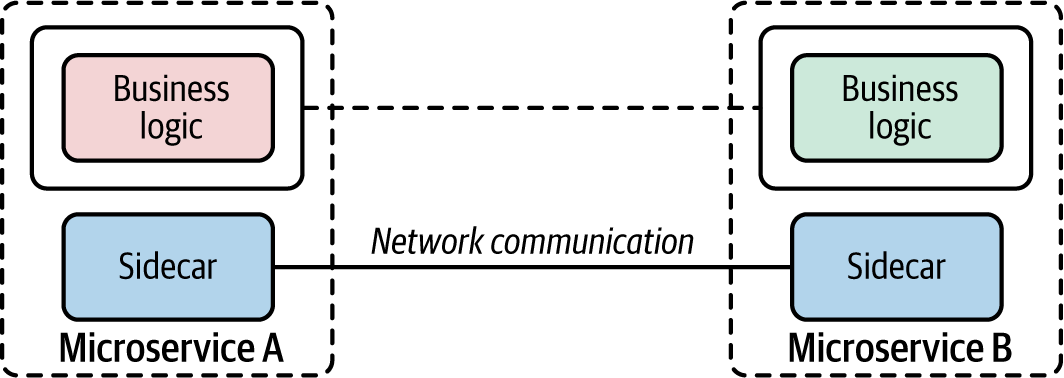 Business
logic
Business
logic
Sidecar
Network communication
Sidecar
Microservice A
Microservice B